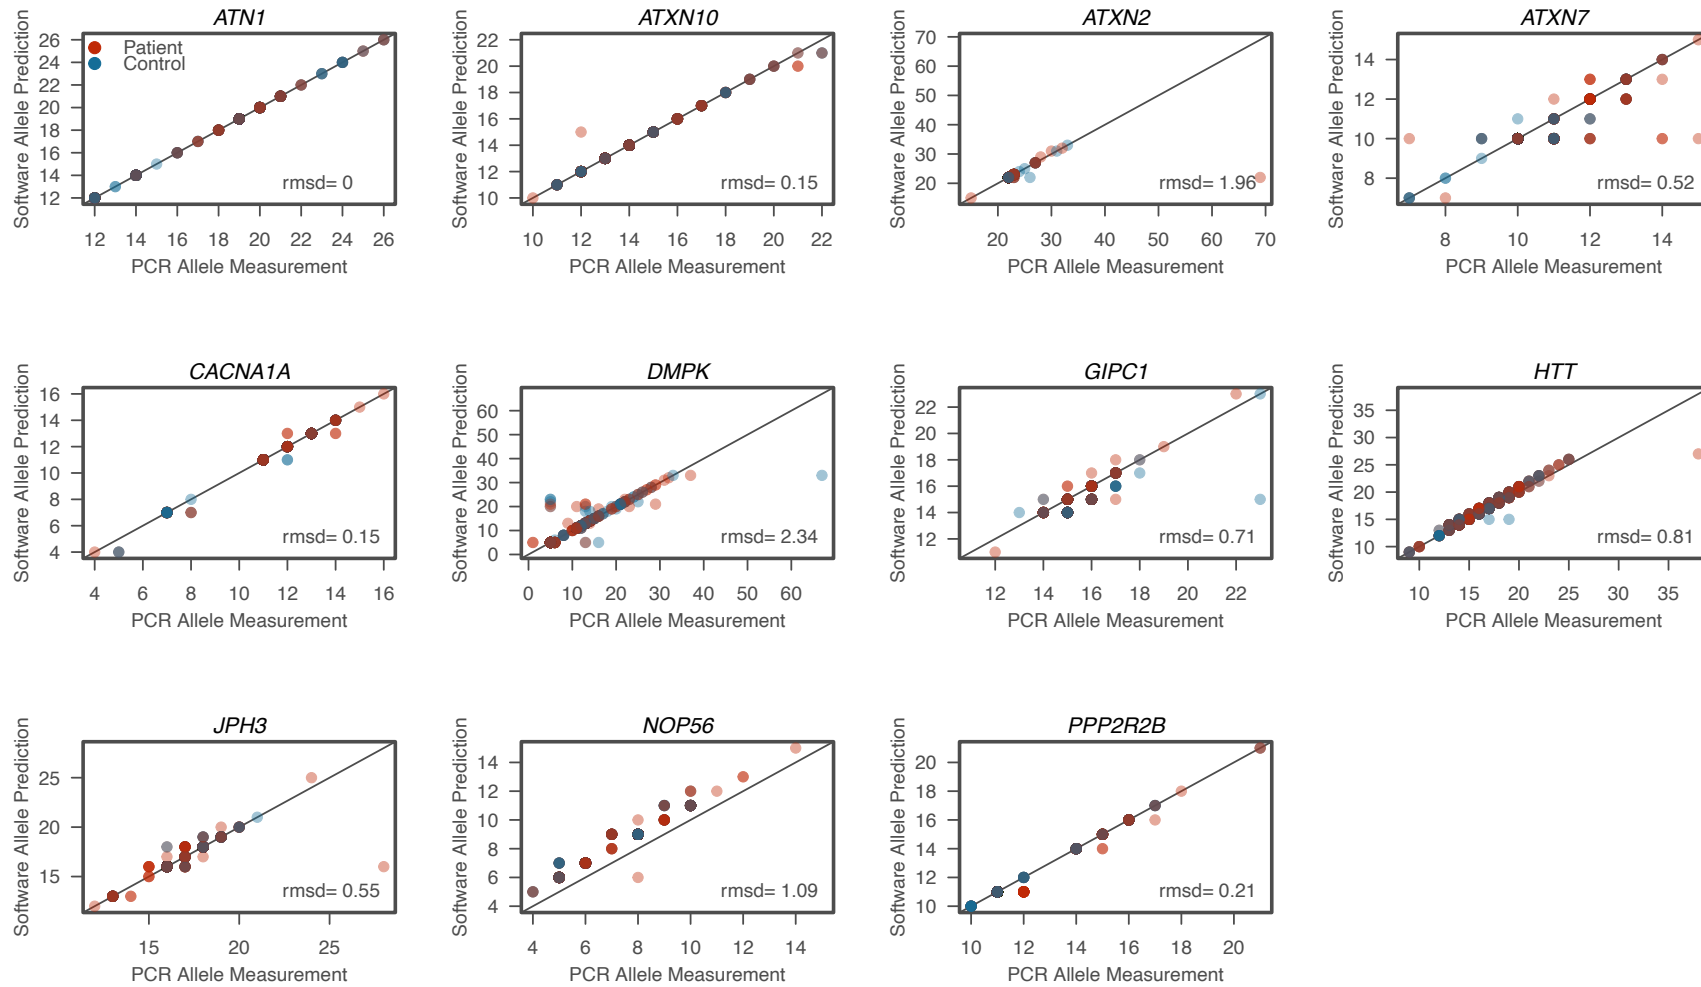 ATN1
Software Allele Prediction
26
24
22
20
18
16
14
12
Patient
Control
rmsd= 0
12 14 16 18 20 22 24 26
PCR Allele Measurement
ATXN10
Software Allele Prediction
22
20
18
16
14
12
10
rmsd= 0.15
10 12 14 16 18 20 22
PCR Allele Measurement
ATXN2
Software Allele Prediction
70
60
50
40
30
20
rmsd= 1.96
20 30 40 50 60 70
PCR Allele Measurement
ATXN7
Software Allele Prediction
14
12
10
8
rmsd= 0.52
8 10 12 14
PCR Allele Measurement
CACNA1A
Software Allele Prediction
16
14
12
10
8
6
4
rmsd= 0.15
4 6 8 10 12 14 16
PCR Allele Measurement
DMPK
Software Allele Prediction
60
50
40
30
20
10
0
rmsd= 2.34
0 10 20 30 40 50 60
PCR Allele Measurement
GIPC1
Software Allele Prediction
22
20
18
16
14
12
rmsd= 0.71
12 14 16 18 20 22
PCR Allele Measurement
HTT
Software Allele Prediction
35
30
25
20
15
10
rmsd= 0.81
10 15 20 25 30 35
PCR Allele Measurement
JPH3
Software Allele Prediction
25
20
15
rmsd= 0.55
15 20 25
PCR Allele Measurement
NOP56
Software Allele Prediction
14
12
10
8
6
4
rmsd= 1.09
4 6 8 10 12 14
PCR Allele Measurement
PPP2R2B
Software Allele Prediction
20
18
16
14
12
10
rmsd= 0.21
10 12 14 16 18 20
PCR Allele Measurement